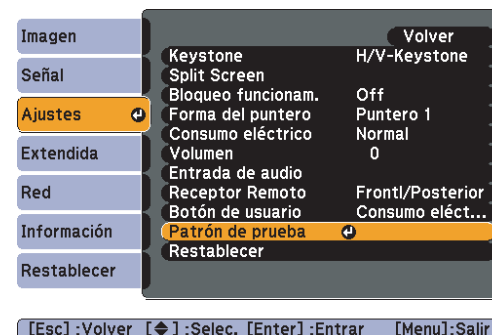 Imagen
Señal
Ajustes
Extendida
Red
Información
Restablecer
Volver
Keystone H/V-Keystone
Split Screen
Bloqueo funcionam. Off
Forma del puntero Puntero 1
Consumo eléctrico Normal
Volumen 0
Entrada de audio
Receptor Remoto Frontl/Posterior
Botón de usuario Consumo eléct...
Patrón de prueba
Restablecer
[Esc] :Volver [◆] :Selec. [Enter] :Entrar [Menu]:Salir